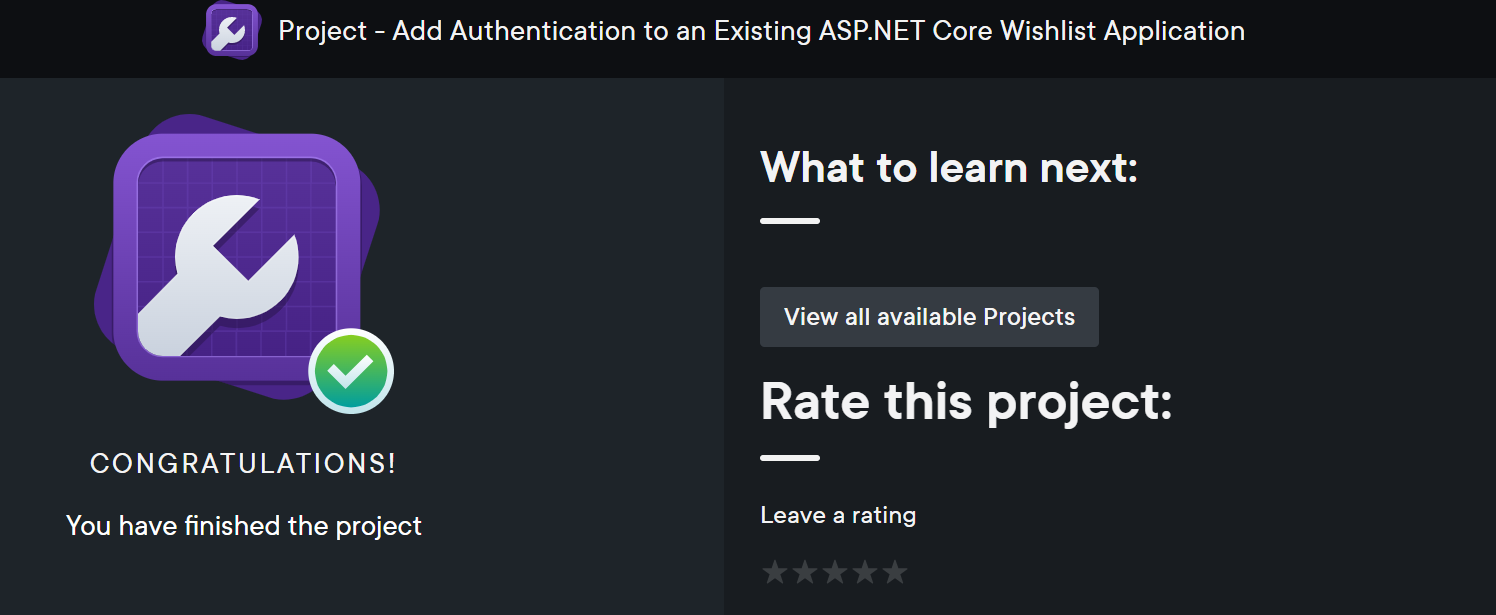 Project - Add Authentication to an Existing ASP.NET Core Wishlist Application
CONGRATULATIONS!
You have finished the project
What to learn next:
View all available Projects
Rate this project:
Leave a rating